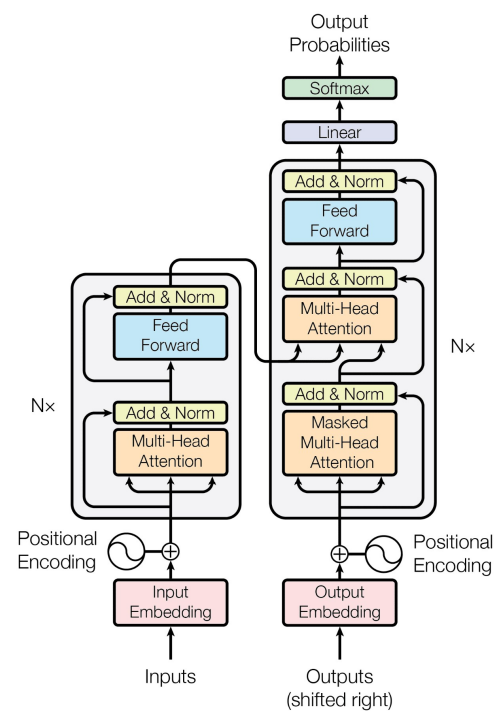 Output
Probabilities
Softmax
Linear
Add & Norm
Feed
Forward
Add & Norm
Multi-Head
Attention
Nx
Add & Norm
Masked
Multi-Head
Attention
Add & Norm
Feed
Forward
Nx
Add & Norm
Multi-Head
Attention
Positional
Encoding
Positional
Encoding
Input
Embedding
Output
Embedding
Inputs
Outputs
(shifted right)